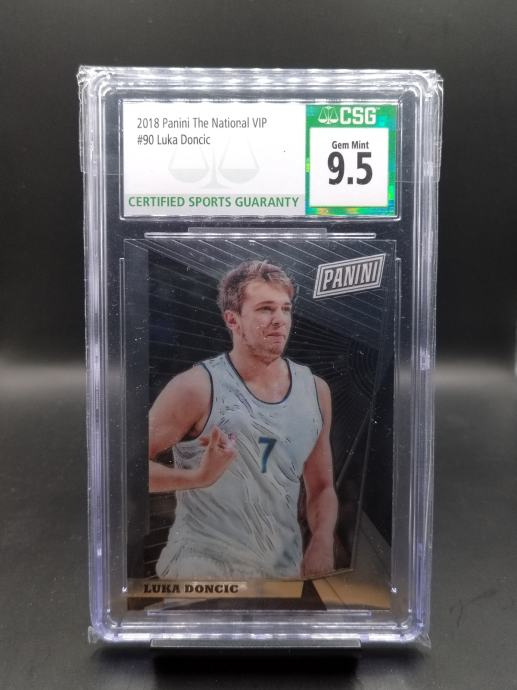 2018 Panini The National VIP
#90 Luka Doncic
CERTIFIED SPORTS GUARANTY
CSG
Gem Mint
9.5
PANINI
7
LUKA DONCIC